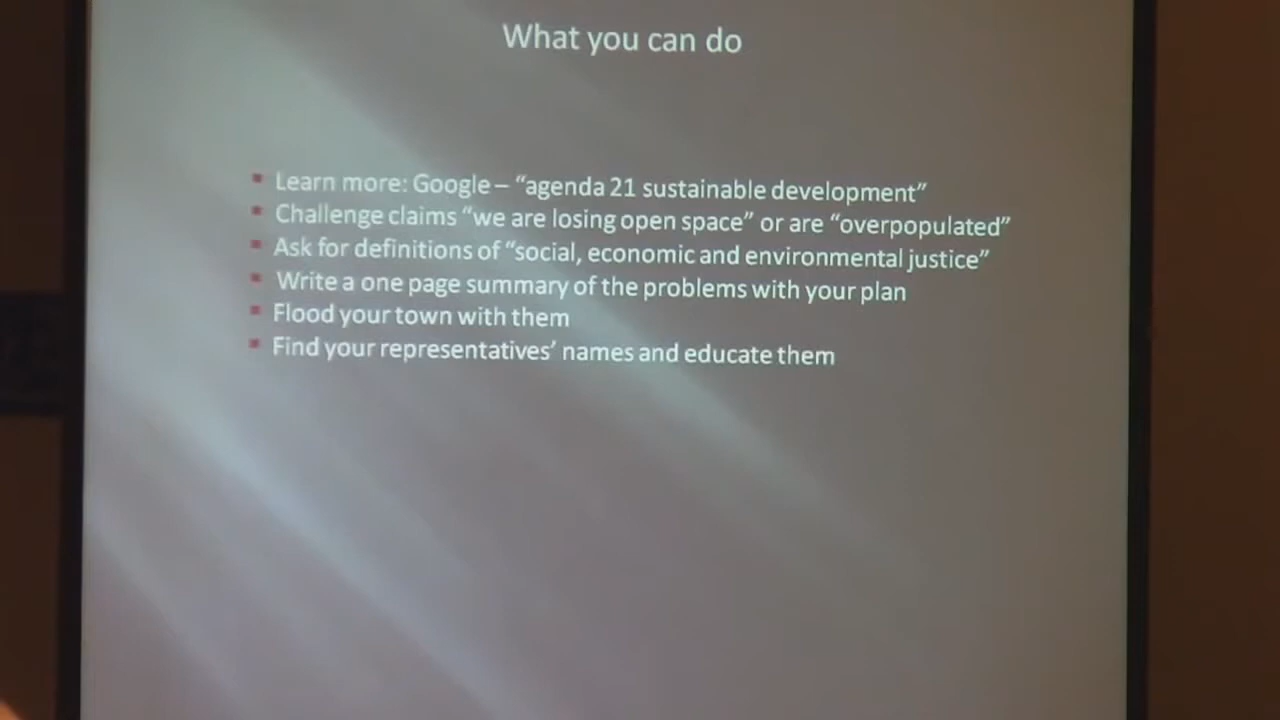 What you can do
Learn more: Google – “agenda 21 sustainable development”
Challenge claims “we are losing open space” or are “overpopulated”
Ask for definitions of “social, economic and environmental justice”
Write a one page summary of the problems with your plan
Flood your town with them
Find your representatives’ names and educate them